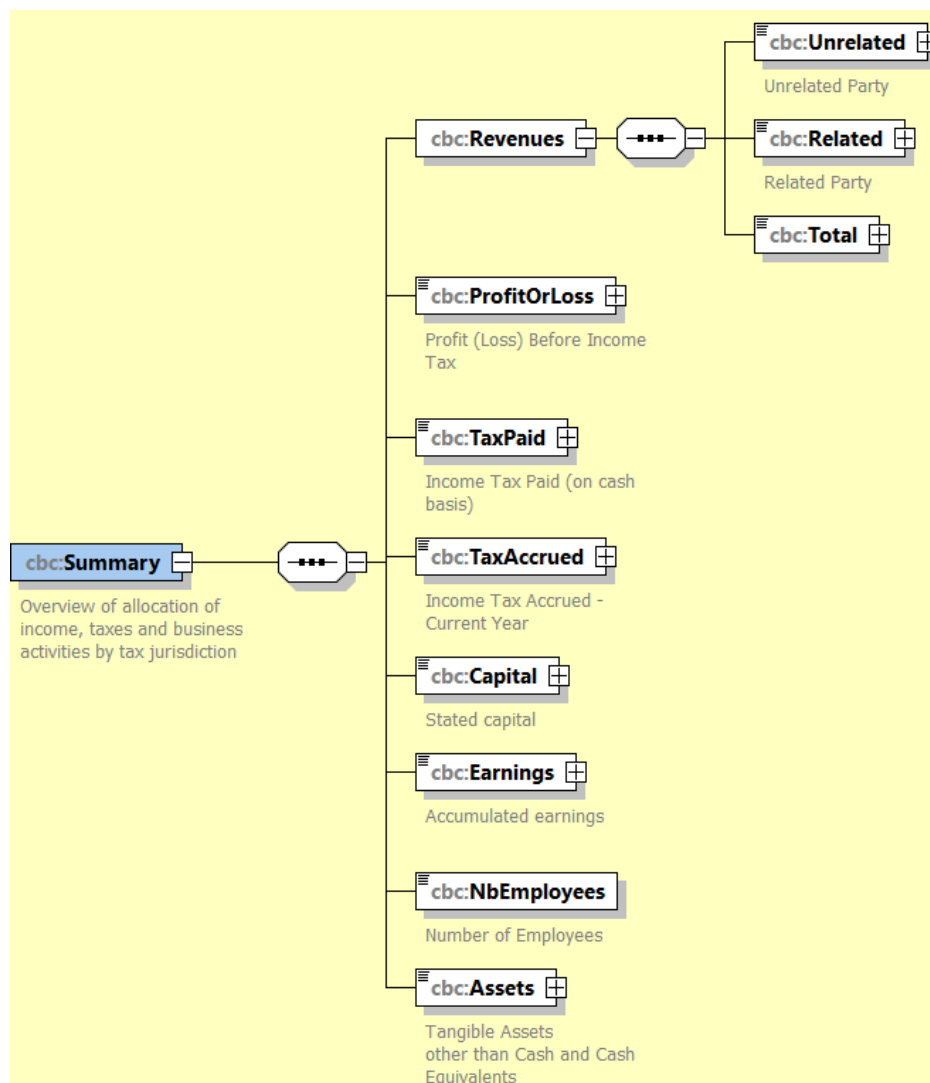 cbc:Unrelated
Unrelated Party
cbc:Revenues
cbc:Related
Related Party
cbc:Total
cbc:ProfitOrLoss
Profit (Loss) Before Income
Tax
cbc:TaxPaid
Income Tax Paid (on cash
basis)
cbc:Summary
Overview of allocation of
income, taxes and business
activities by tax jurisdiction
cbc:TaxAccrued
Income Tax Accrued -
Current Year
cbc:Capital
Stated capital
cbc:Earnings
Accumulated earnings
cbc:NbEmployees
Number of Employees
cbc:Assets
Tangible Assets
other than Cash and Cash
Equivalents